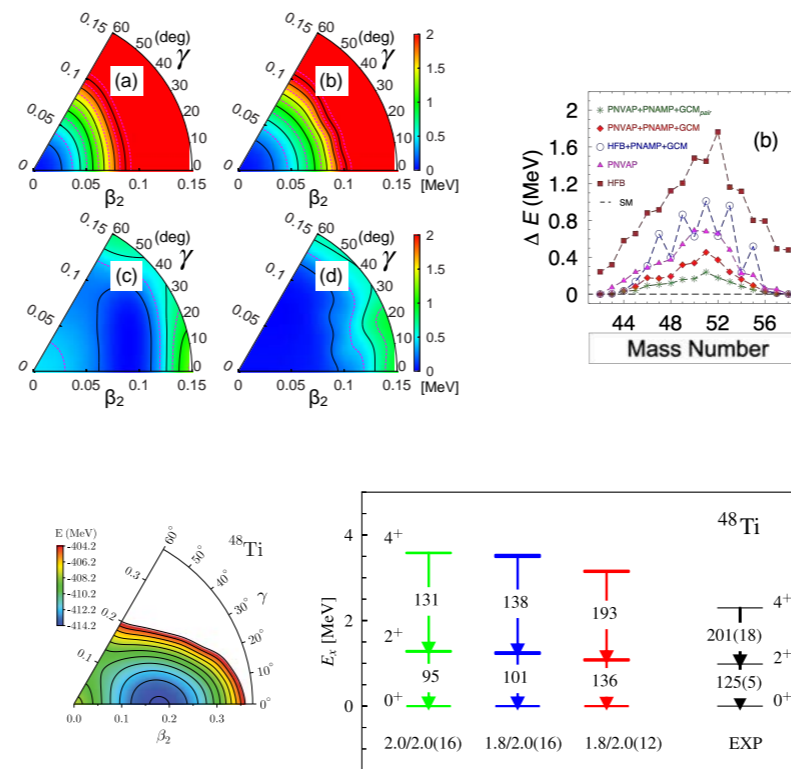 0.15 60
50 (deg)
γ
40
30
20
10
0
0.1
0.05
0
(a)
0 0.05 0.1 0.15
β2
0.15 60
50 (deg)
γ
40
30
20
10
0
0.1
0.05
0
(b)
0 0.05 0.1 0.15
β2
2
1.5
1
0.5
0
[MeV]
0.15 60
50 (deg)
γ
40
30
20
10
0
0.1
0.05
0
(c)
0 0.05 0.1 0.15
β2
0.15 60
50 (deg)
γ
40
30
20
10
0
0.1
0.05
0
(d)
0 0.05 0.1 0.15
β2
2
1.5
1
0.5
0
[MeV]
Δ E (MeV)
2
1.6
1.2
0.8
0.4
0
PNVAP+PNAMP+GCMpair
PNVAP+PNAMP+GCM
HFB+PNAMP+GCM
PNVAP
HFB
SM
(b)
44 48 52 56
Mass Number
E (MeV)
-404.2
-406.2
-408.2
-410.2
-412.2
-414.2
48Ti
60°
50°
40°
30°
20°
10°
0°
γ
0.3
0.2
0.1
0.0 0.1 0.2 0.3
β2
Ex [MeV]
4
2
0
48Ti
4+
2+
0+
131
95
138
101
193
136
4+
201(18)
2+
125(5)
0+
2.0/2.0(16) 1.8/2.0(16) 1.8/2.0(12) EXP